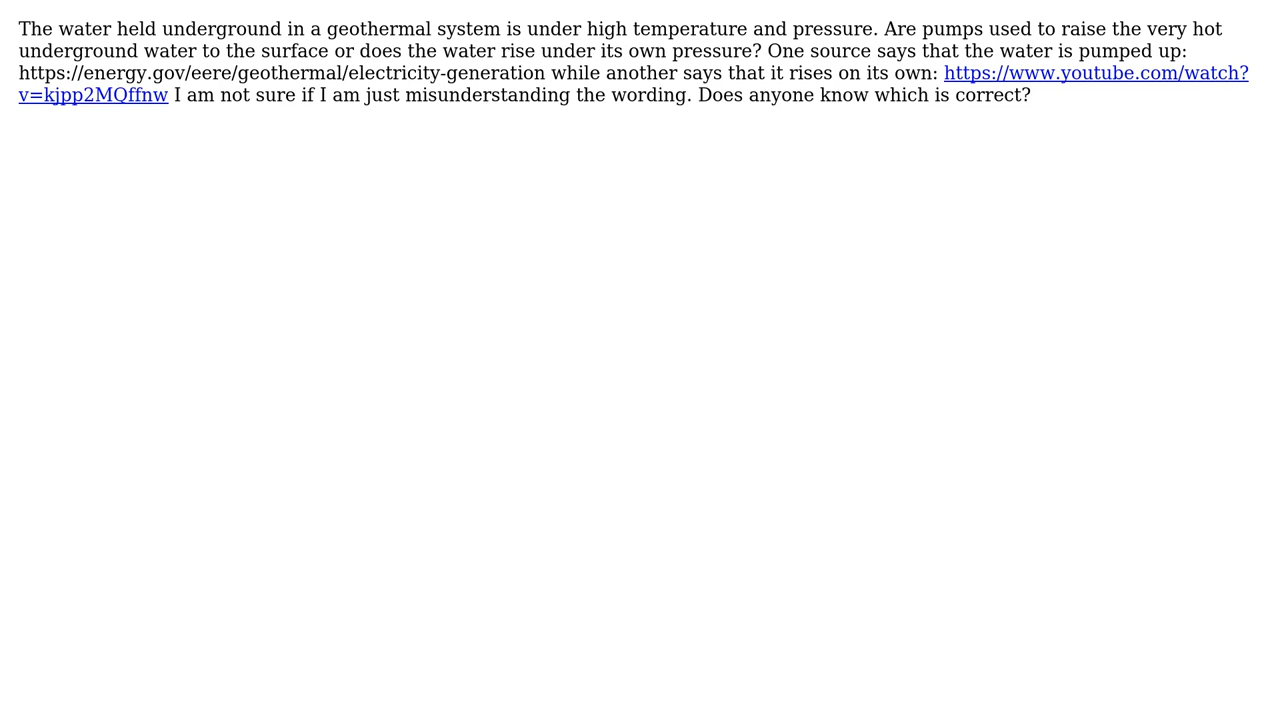 The water held underground in a geothermal system is under high temperature and pressure. Are pumps used to raise the very hot
underground water to the surface or does the water rise under its own pressure? One source says that the water is pumped up:
https://energy.gov/eere/geothermal/electricity-generation while another says that it rises on its own: https://www.youtube.com/watch?
v=kjpp2MQffnw I am not sure if I am just misunderstanding the wording. Does anyone know which is correct?